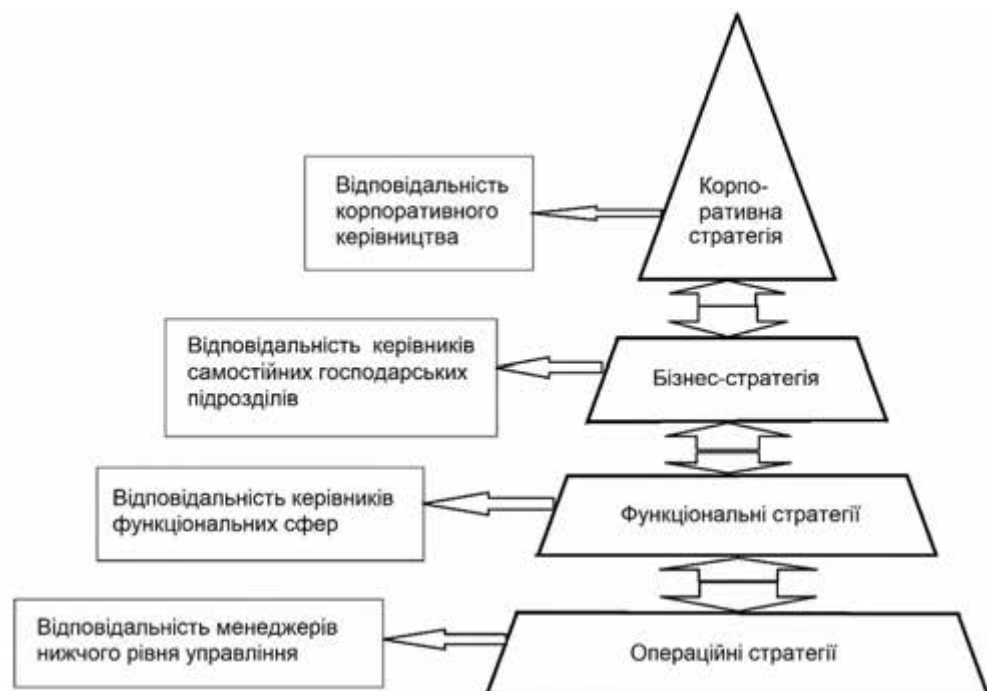 Відповідальність
корпоративного
керівництва
Корпо-
ративна
стратегія
Відповідальність керівників
самостійних господарських
підрозділів
Бізнес-стратегія
Відповідальність керівників
функціональних сфер
Функціональні стратегії
Відповідальність менеджерів
нижчого рівня управління
Операційні стратегії